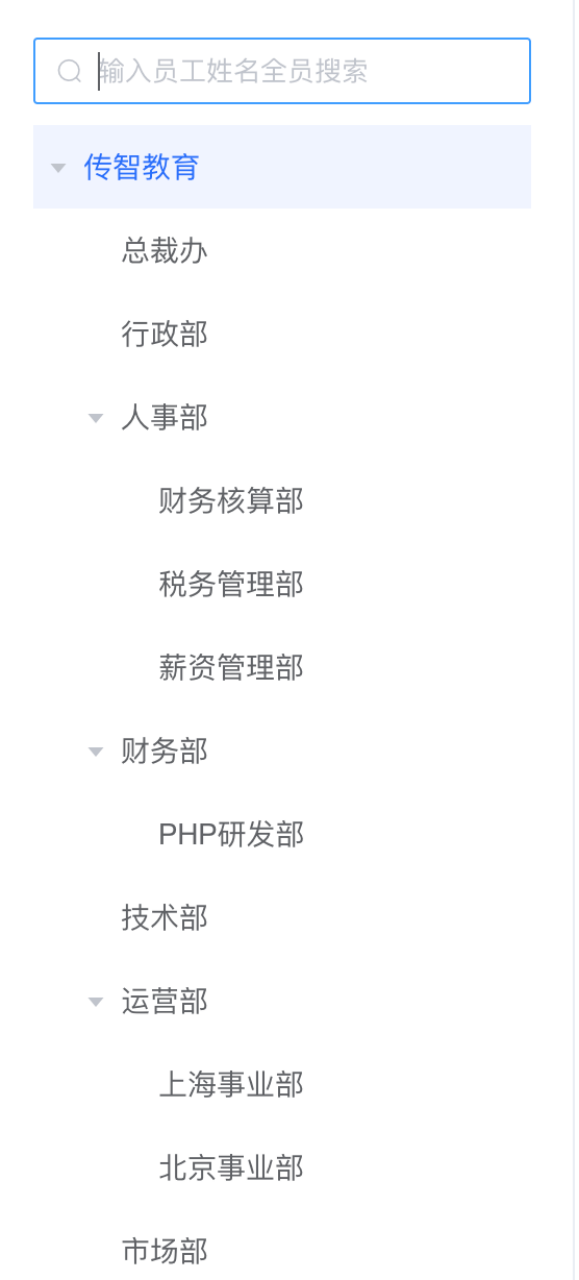 输入员工姓名全员搜索
传智教育
总裁办
行政部
人事部
财务核算部
税务管理部
薪资管理部
财务部
PHP研发部
技术部
运营部
上海事业部
北京事业部
市场部